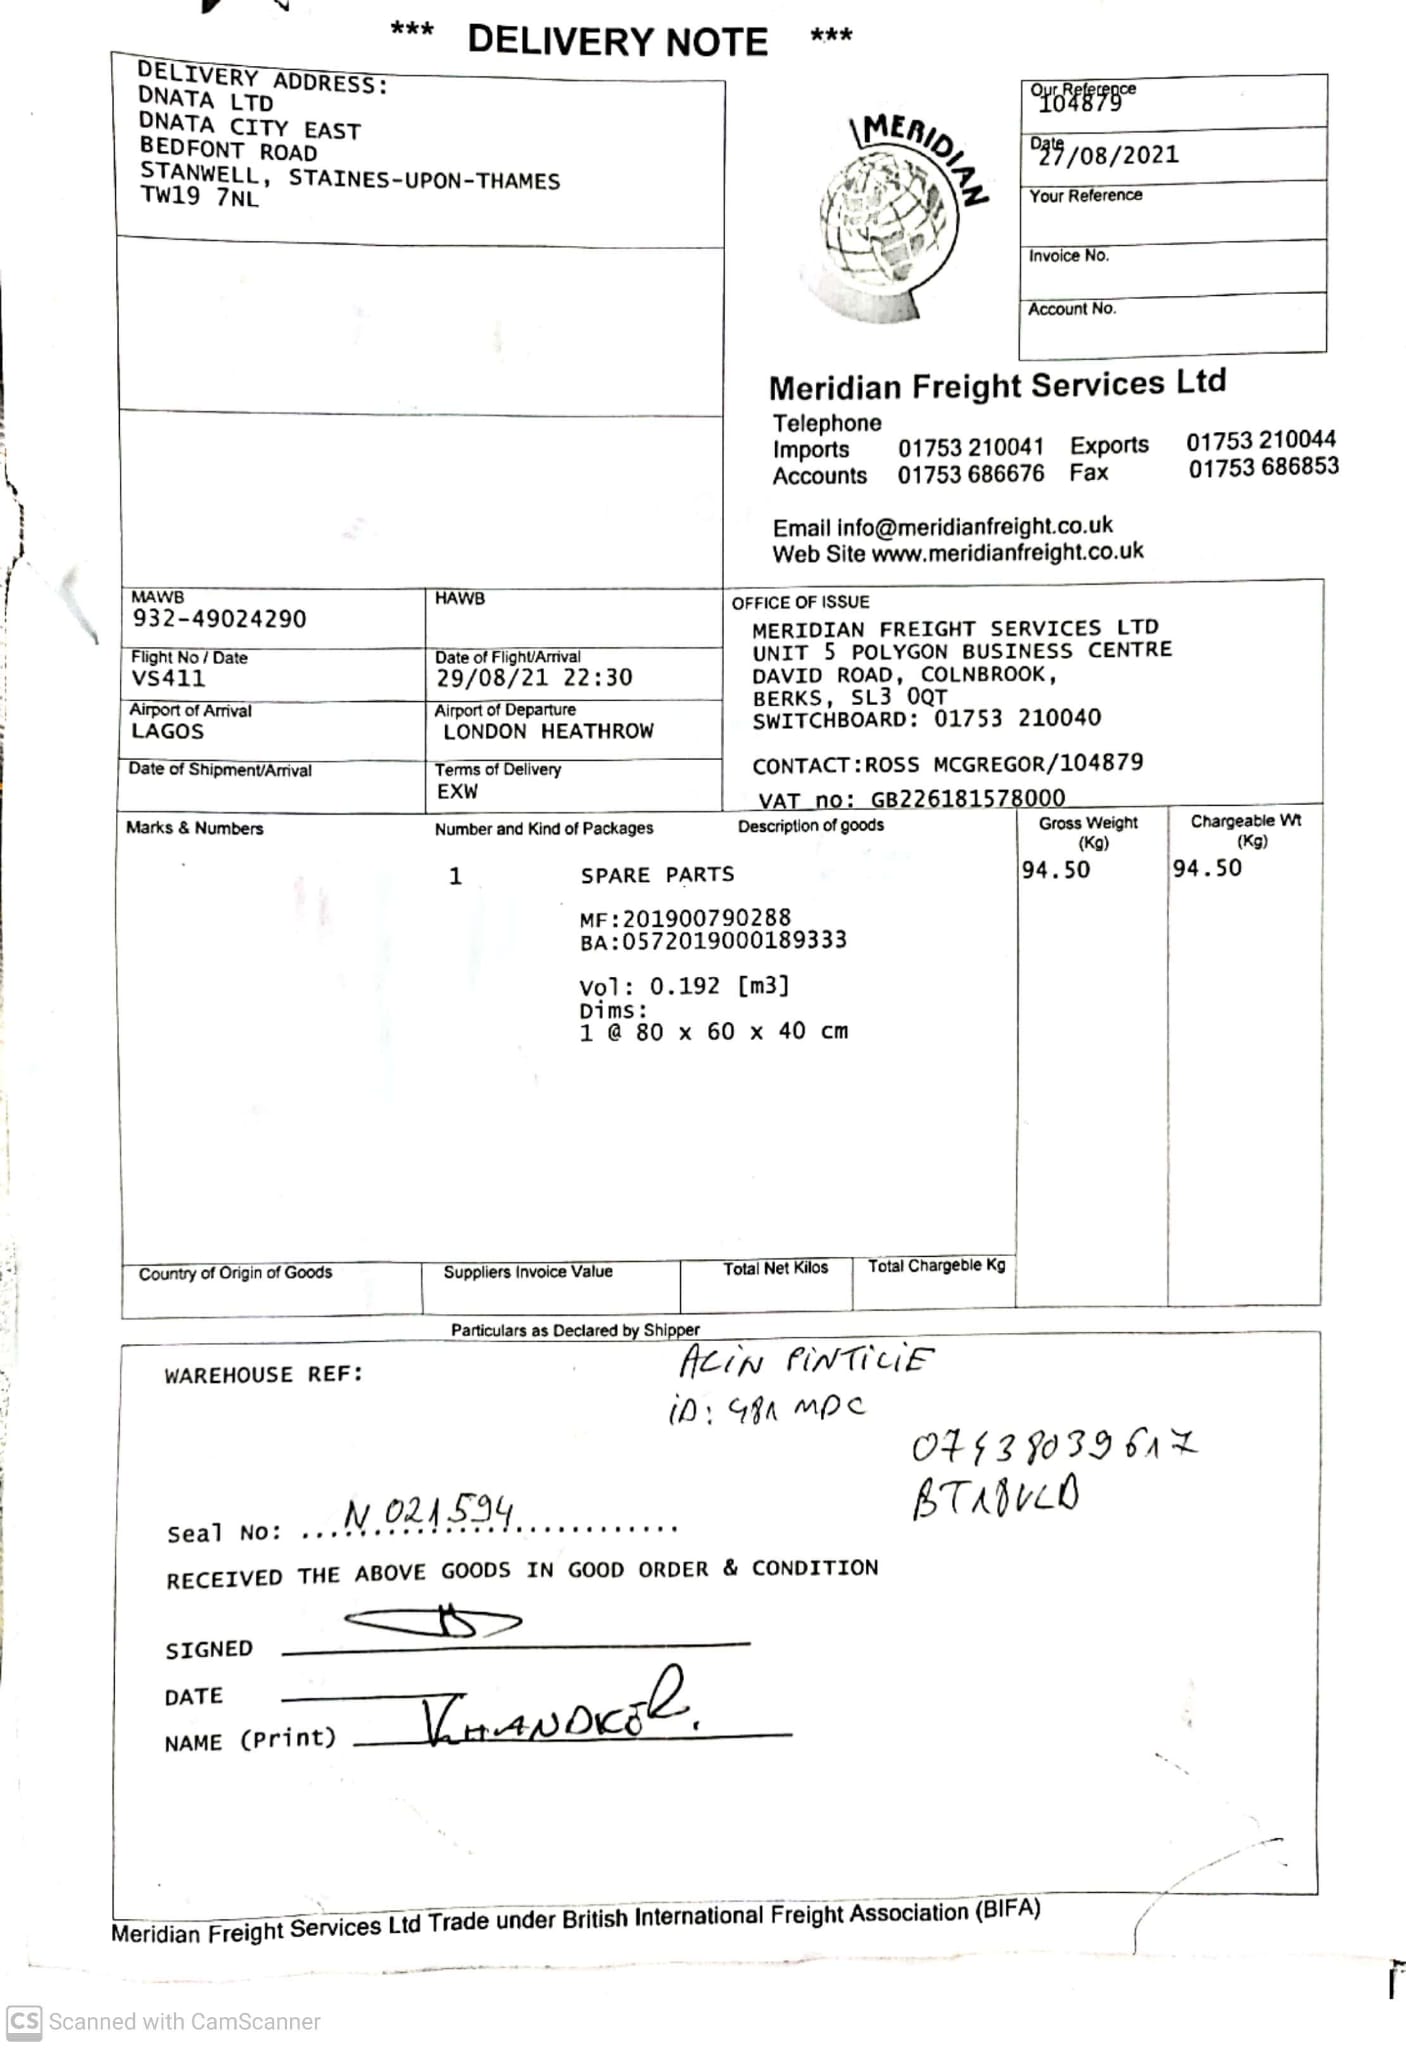 *** DELIVERY NOTE ***
DELIVERY ADDRESS:
DNATA LTD
DNATA CITY EAST
BEDFONT ROAD
STANWELL, STAINES-UPON-THAMES
TW19 7NL
MERIDIAN
Our Reference
104879
Date
27/08/2021
Your Reference
Invoice No.
Account No.
Meridian Freight Services Ltd
Telephone
Imports 01753 210041 Exports 01753 210044
Accounts 01753 686676 Fax 01753 686853
Email info@meridianfreight.co.uk
Web Site www.meridianfreight.co.uk
MAWB
932-49024290
HAWB
Flight No / Date
VS411
Date of Flight/Arrival
29/08/21 22:30
Airport of Arrival
LAGOS
Airport of Departure
LONDON HEATHROW
Date of Shipment/Arrival
Terms of Delivery
EXW
OFFICE OF ISSUE
MERIDIAN FREIGHT SERVICES LTD
UNIT 5 POLYGON BUSINESS CENTRE
DAVID ROAD, COLNBROOK,
BERKS, SL3 0QT
SWITCHBOARD: 01753 210040
CONTACT:ROSS MCGREGOR/104879
VAT no: GB226181578000
Marks & Numbers Number and Kind of Packages Description of goods Gross Weight (Kg) Chargeable Wt (Kg)
1 SPARE PARTS 94.50 94.50
MF:201900790288
BA:0572019000189333
Vol: 0.192 [m3]
Dims:
1 @ 80 x 60 x 40 cm
Country of Origin of Goods Suppliers Invoice Value Total Net Kilos Total Chargeble Kg
Particulars as Declared by Shipper
WAREHOUSE REF:
ALIN PINTILIE
iD: 481 MDC
07438039617
BT18VLD
Seal No: N 021594
RECEIVED THE ABOVE GOODS IN GOOD ORDER & CONDITION
SIGNED
DATE
NAME (Print) KHANDKER.
Meridian Freight Services Ltd Trade under British International Freight Association (BIFA)
CS Scanned with CamScanner